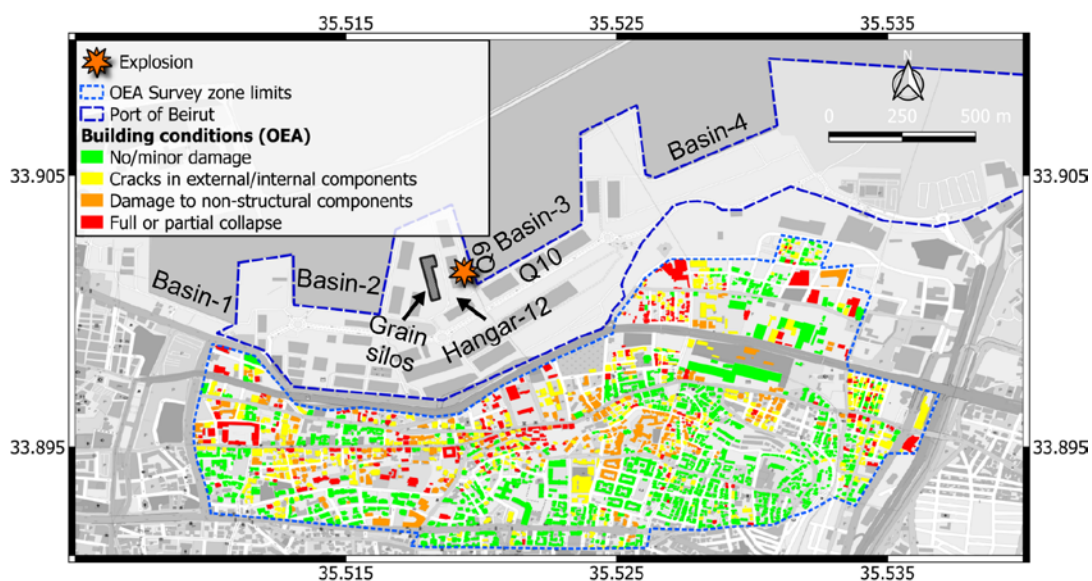 35.515
35.525
35.535
Explosion
OEA Survey zone limits
Port of Beirut
Building conditions (OEA)
No/minor damage
Cracks in external/internal components
Damage to non-structural components
Full or partial collapse
N
0 250 500 m
33.905
33.905
Basin-4
Basin-3
Q9
Q10
Basin-2
Basin-1
Grain
silos
Hangar-12
33.895
33.895
35.515
35.525
35.535